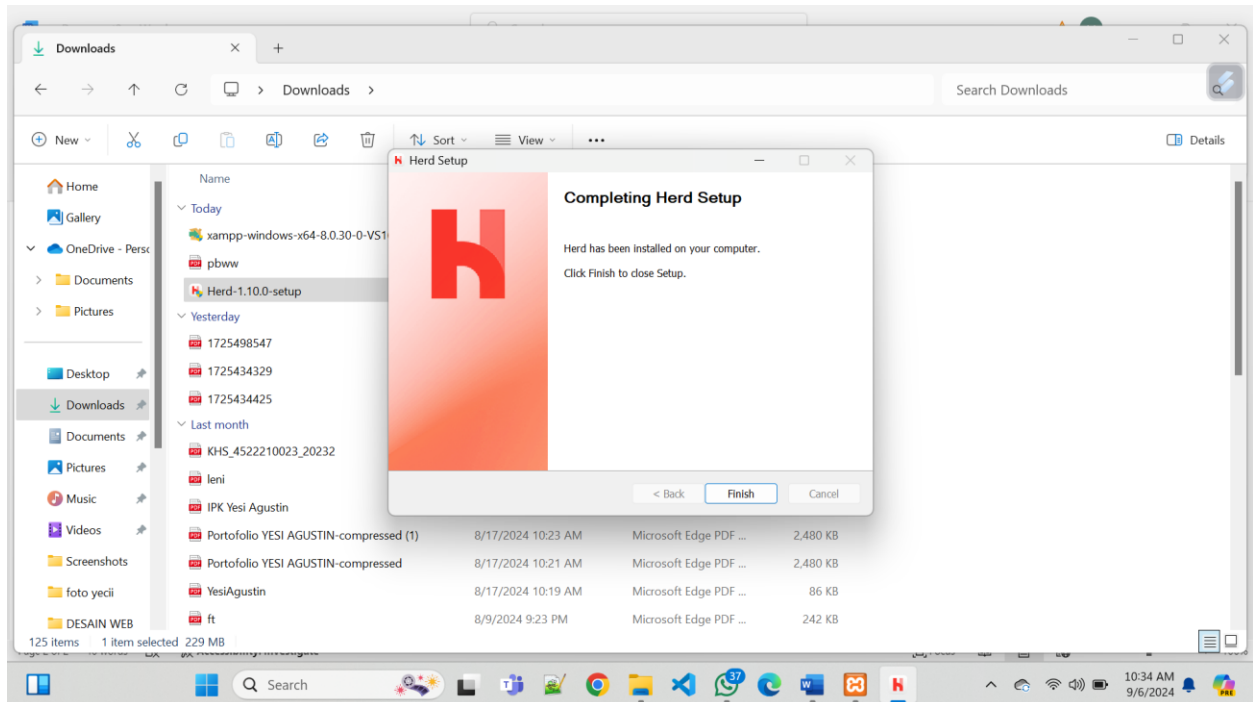 Downloads
Downloads
Search Downloads
New
Sort
View
Details
Herd Setup
Completing Herd Setup
Herd has been installed on your computer.
Click Finish to close Setup.
< Back
Finish
Cancel
Home
Gallery
OneDrive - Perso
Documents
Pictures
Desktop
Downloads
Documents
Pictures
Music
Videos
Screenshots
foto yecii
DESAIN WEB
Name
Today
xampp-windows-x64-8.0.30-0-VS1
pbww
Herd-1.10.0-setup
Yesterday
1725498547
1725434329
1725434425
Last month
KHS_4522210023_20232
leni
IPK Yesi Agustin
Portofolio YESI AGUSTIN-compressed (1) 8/17/2024 10:23 AM Microsoft Edge PDF ... 2,480 KB
Portofolio YESI AGUSTIN-compressed 8/17/2024 10:21 AM Microsoft Edge PDF ... 2,480 KB
YesiAgustin 8/17/2024 10:19 AM Microsoft Edge PDF ... 86 KB
ft 8/9/2024 9:23 PM Microsoft Edge PDF ... 242 KB
125 items 1 item selected 229 MB
Search
37
10:34 AM
9/6/2024
PRE